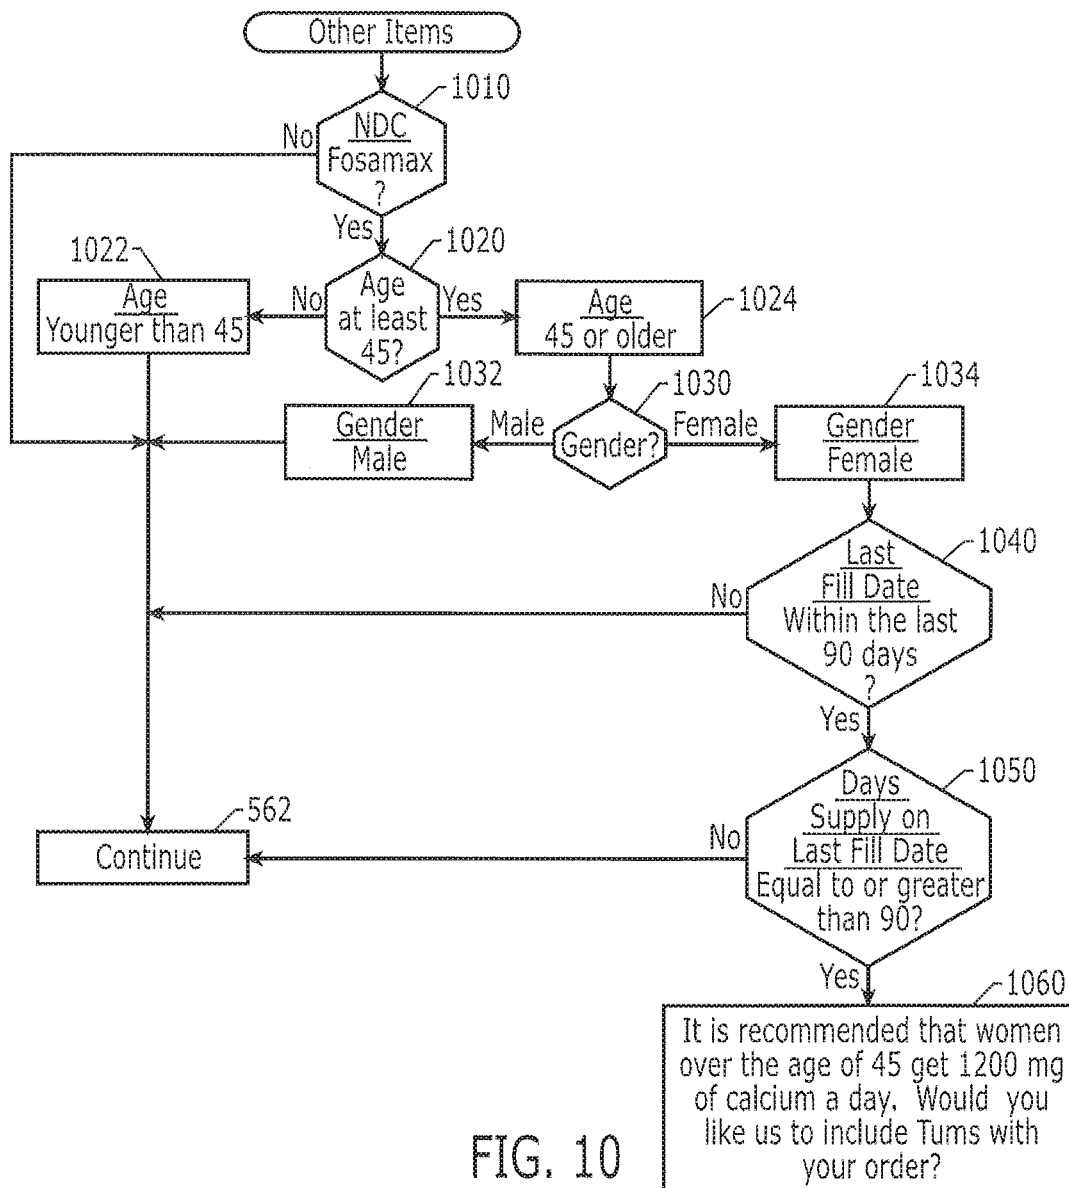 Other Items
1010
No
NDC
Fosamax
?
Yes
1020
1022
Age
Younger than 45
No
Age
at least
45?
Yes
Age
45 or older
1024
1032
1030
1034
Gender
Male
Male
Gender?
Female
Gender
Female
1040
Last
Fill Date
Within the last
90 days
?
No
Yes
1050
Days
Supply on
Last Fill Date
Equal to or greater
than 90?
No
562
Continue
Yes
1060
It is recommended that women
over the age of 45 get 1200 mg
of calcium a day. Would you
like us to include Tums with
your order?
FIG. 10